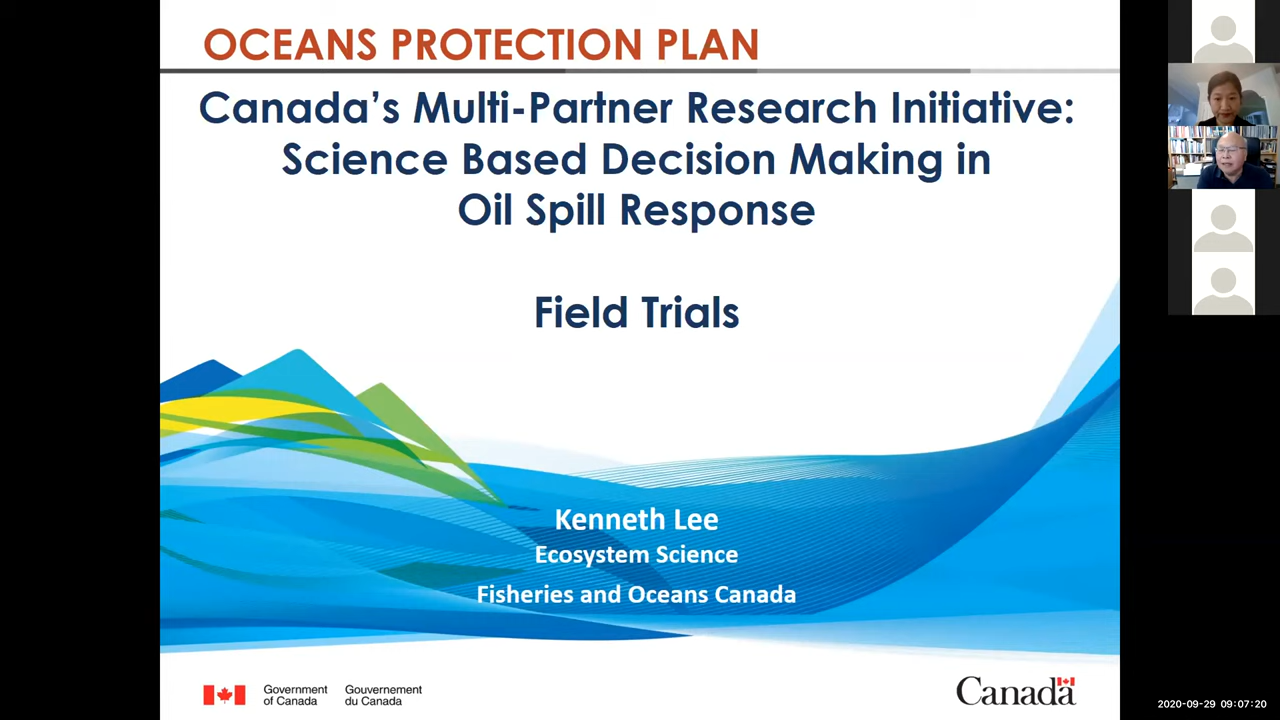 OCEANS PROTECTION PLAN
Canada's Multi-Partner Research Initiative:
Science Based Decision Making in
Oil Spill Response
Field Trials
Kenneth Lee
Ecosystem Science
Fisheries and Oceans Canada
Government
of Canada
Gouvernement
du Canada
Canada
2020-09-29 09:07:20